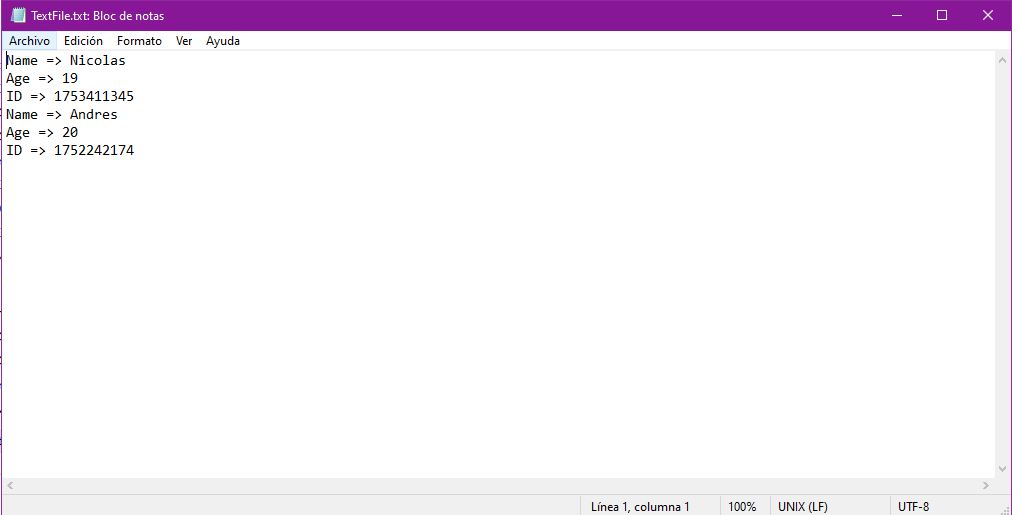 TextFile.txt: Bloc de notas
Archivo Edición Formato Ver Ayuda
Name => Nicolas
Age => 19
ID => 1753411345
Name => Andres
Age => 20
ID => 1752242174
Línea 1, columna 1 100% UNIX (LF) UTF-8